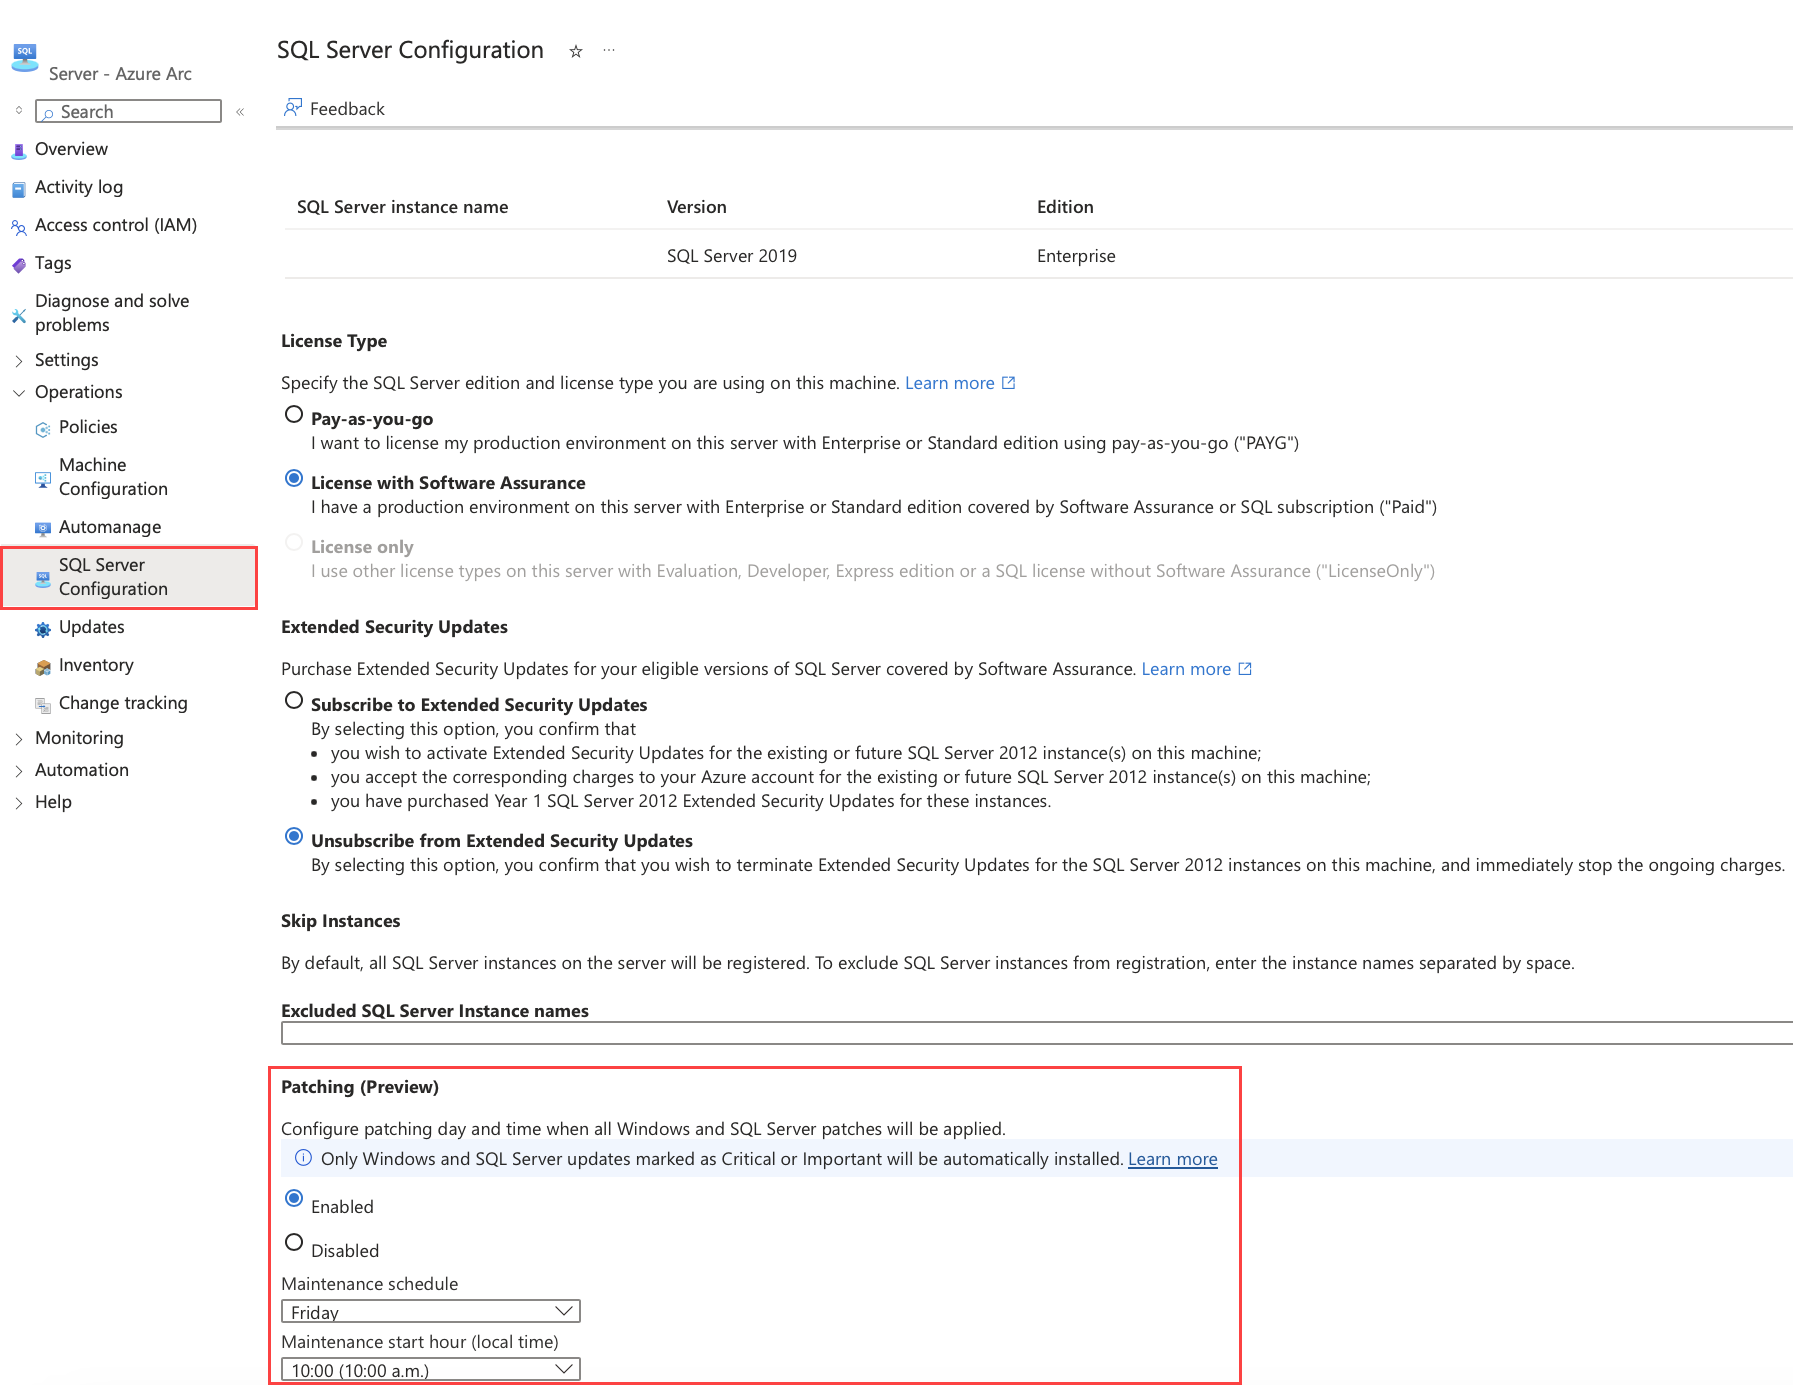 SQL Server Configuration
Server - Azure Arc
Search
Feedback
Overview
Activity log
Access control (IAM)
Tags
Diagnose and solve
problems
Settings
Operations
Policies
Machine
Configuration
Automanage
SQL Server
Configuration
Updates
Inventory
Change tracking
Monitoring
Automation
Help
SQL Server instance name Version Edition
SQL Server 2019 Enterprise
License Type
Specify the SQL Server edition and license type you are using on this machine. Learn more
Pay-as-you-go
I want to license my production environment on this server with Enterprise or Standard edition using pay-as-you-go ("PAYG")
License with Software Assurance
I have a production environment on this server with Enterprise or Standard edition covered by Software Assurance or SQL subscription ("Paid")
License only
I use other license types on this server with Evaluation, Developer, Express edition or a SQL license without Software Assurance ("LicenseOnly")
Extended Security Updates
Purchase Extended Security Updates for your eligible versions of SQL Server covered by Software Assurance. Learn more
Subscribe to Extended Security Updates
By selecting this option, you confirm that
• you wish to activate Extended Security Updates for the existing or future SQL Server 2012 instance(s) on this machine;
• you accept the corresponding charges to your Azure account for the existing or future SQL Server 2012 instance(s) on this machine;
• you have purchased Year 1 SQL Server 2012 Extended Security Updates for these instances.
Unsubscribe from Extended Security Updates
By selecting this option, you confirm that you wish to terminate Extended Security Updates for the SQL Server 2012 instances on this machine, and immediately stop the ongoing charges.
Skip Instances
By default, all SQL Server instances on the server will be registered. To exclude SQL Server instances from registration, enter the instance names separated by space.
Excluded SQL Server Instance names
Patching (Preview)
Configure patching day and time when all Windows and SQL Server patches will be applied.
Only Windows and SQL Server updates marked as Critical or Important will be automatically installed. Learn more
Enabled
Disabled
Maintenance schedule
Friday
Maintenance start hour (local time)
10:00 (10:00 a.m.)